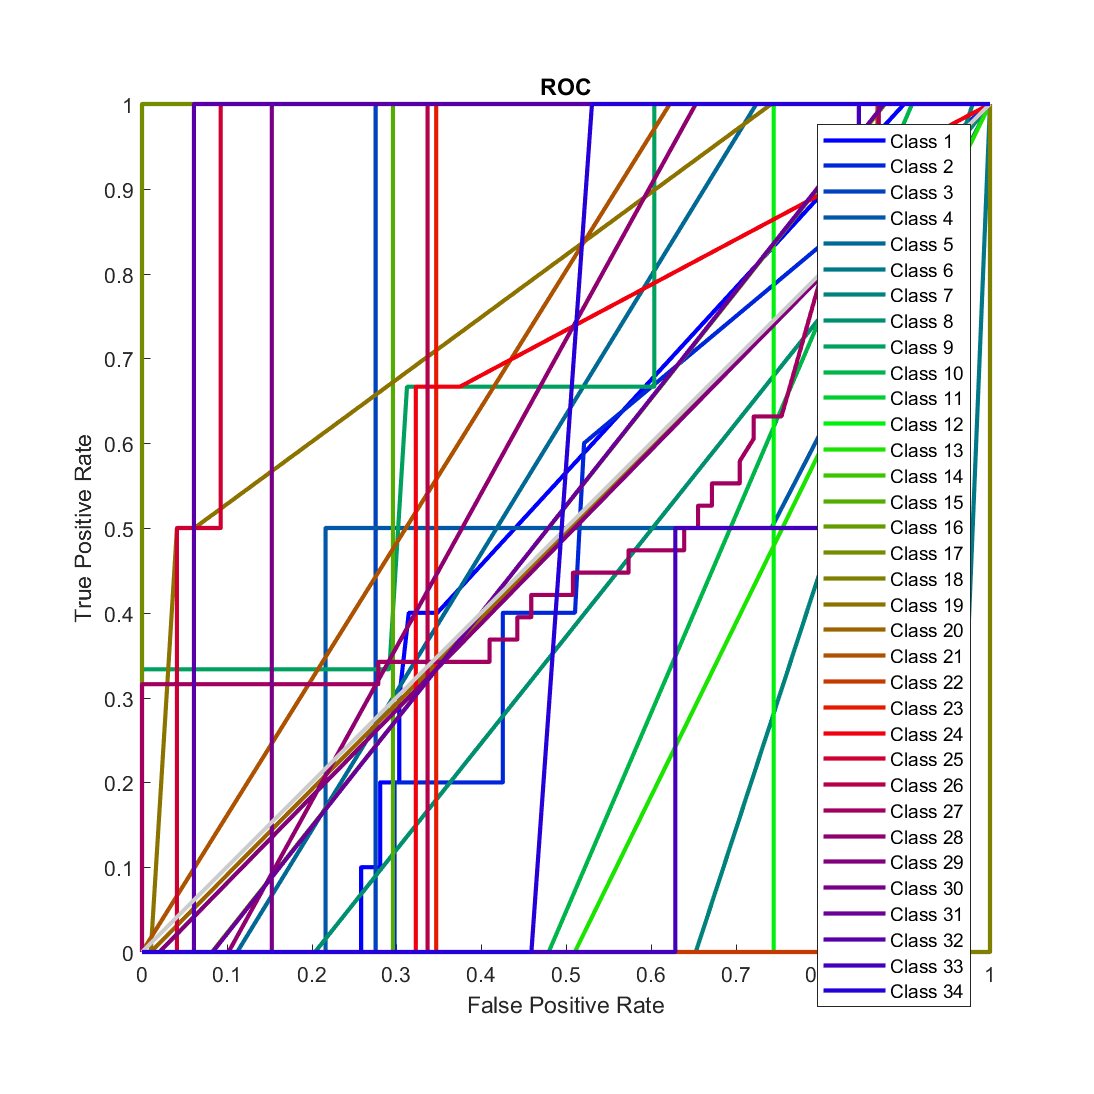 ROC
1
0.9
0.8
0.7
0.6
0.5
0.4
0.3
0.2
0.1
0
True Positive Rate
0 0.1 0.2 0.3 0.4 0.5 0.6 0.7 1
False Positive Rate
Class 1
Class 2
Class 3
Class 4
Class 5
Class 6
Class 7
Class 8
Class 9
Class 10
Class 11
Class 12
Class 13
Class 14
Class 15
Class 16
Class 17
Class 18
Class 19
Class 20
Class 21
Class 22
Class 23
Class 24
Class 25
Class 26
Class 27
Class 28
Class 29
Class 30
Class 31
Class 32
Class 33
Class 34